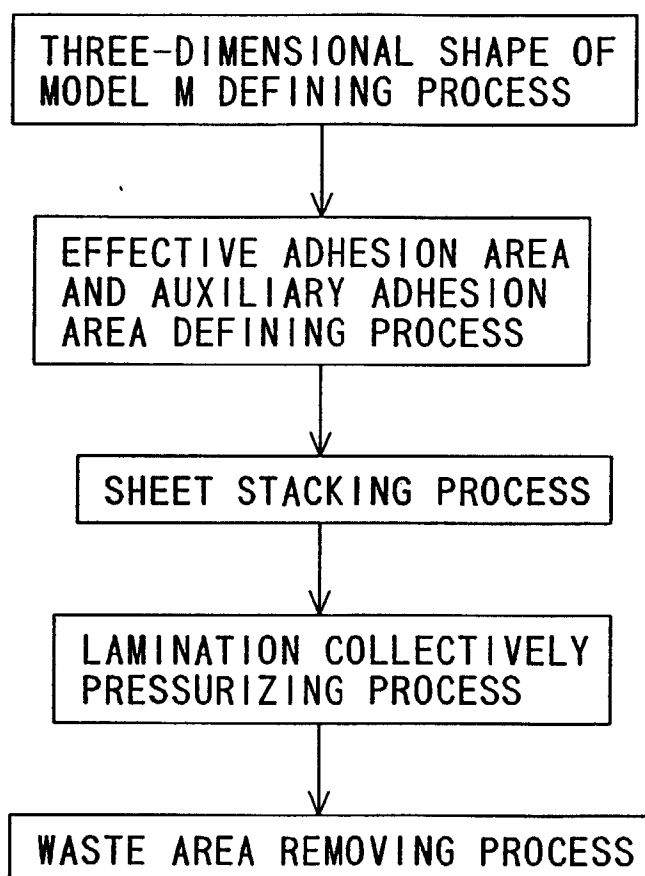 THREE-DIMENSIONAL SHAPE OF
MODEL M DEFINING PROCESS
EFFECTIVE ADHESION AREA
AND AUXILIARY ADHESION
AREA DEFINING PROCESS
SHEET STACKING PROCESS
LAMINATION COLLECTIVELY
PRESSURIZING PROCESS
WASTE AREA REMOVING PROCESS